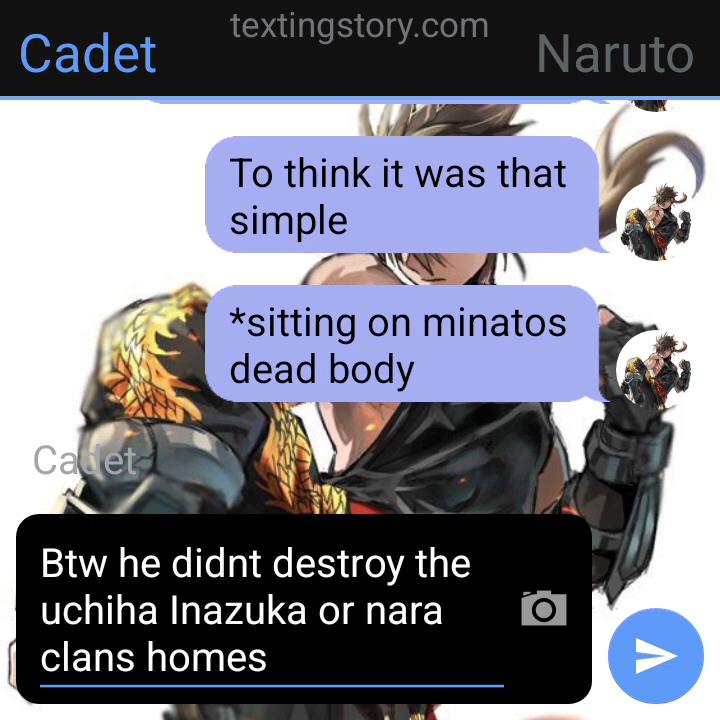 textingstory.com
Cadet
Naruto
To think it was that
simple
*sitting on minatos
dead body
Cadet
Btw he didnt destroy the
uchiha Inazuka or nara
clans homes